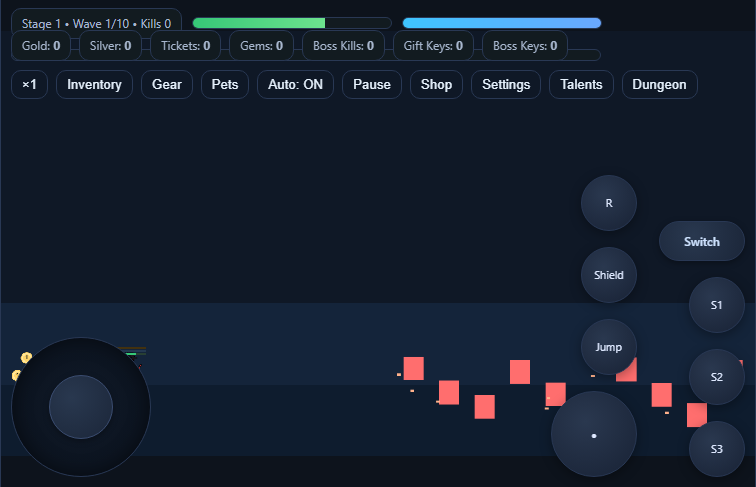 Stage 1 • Wave 1/10 • Kills 0
Gold: 0 Silver: 0 Tickets: 0 Gems: 0 Boss Kills: 0 Gift Keys: 0 Boss Keys: 0
×1 Inventory Gear Pets Auto: ON Pause Shop Settings Talents Dungeon
R
Switch
Shield
S1
Jump
S2
S3